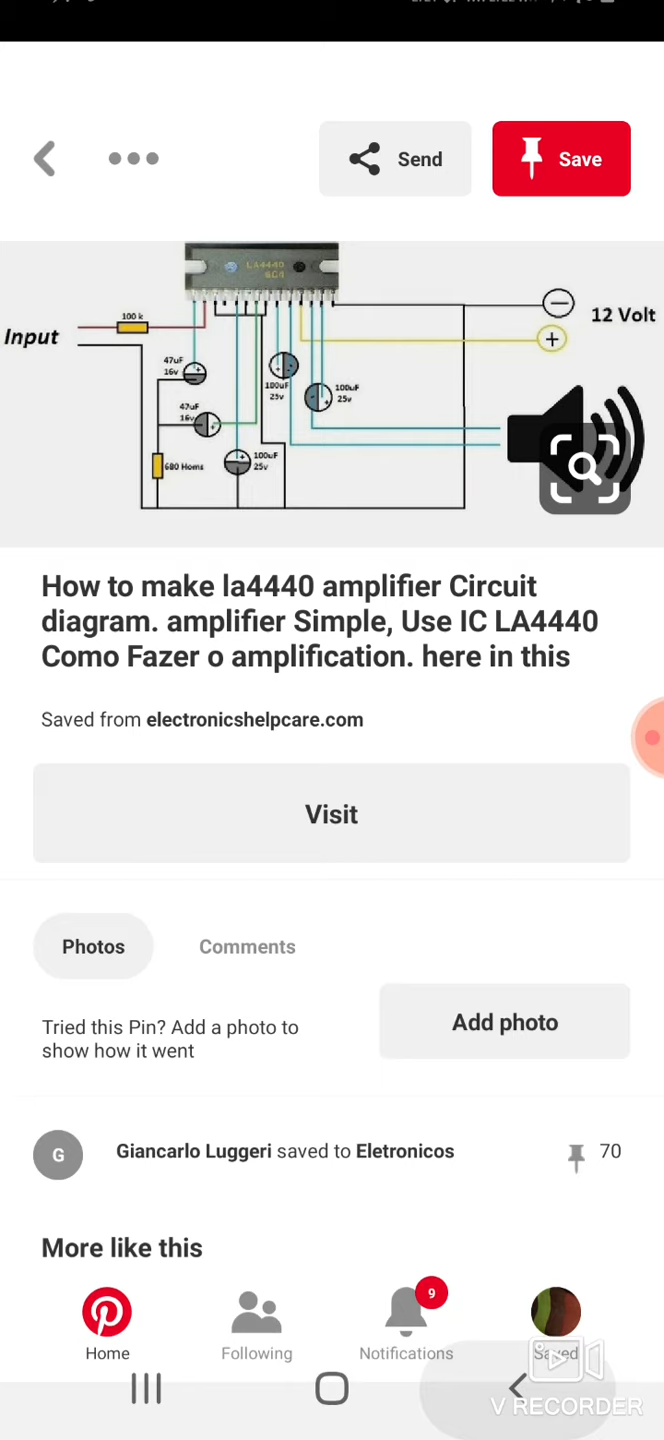 Send
Save
LA4440
Input
100 k
12 Volt
47uF
16v
100uF
25v
100uF
25v
47uF
16v
680 Homs
100uF
25v
How to make la4440 amplifier Circuit
diagram. amplifier Simple, Use IC LA4440
Como Fazer o amplification. here in this
Saved from electronicshelpcare.com
Visit
Photos
Comments
Tried this Pin? Add a photo to
show how it went
Add photo
G
Giancarlo Luggeri saved to Eletronicos
70
More like this
9
Home
Following
Notifications
Saved
V RECORDER